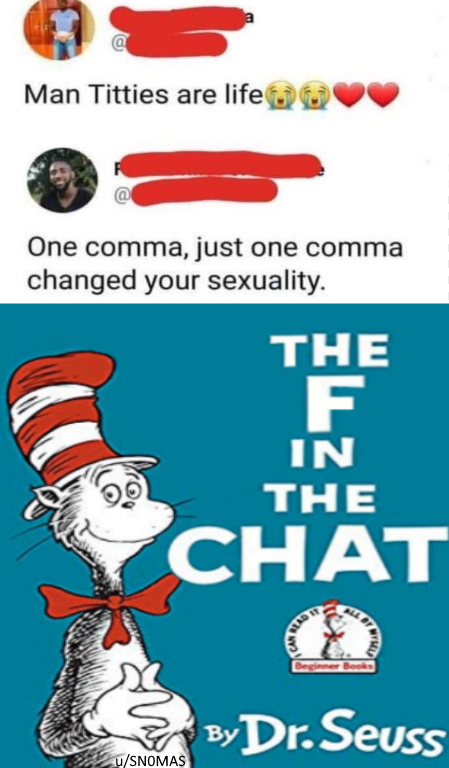 a
@
Man Titties are life😭😭❤️❤️
@
One comma, just one comma
changed your sexuality.
THE
F
IN
THE
CHAT
I CAN READ IT ALL BY MYSELF
Beginner Books
By Dr. Seuss
u/SN0MAS